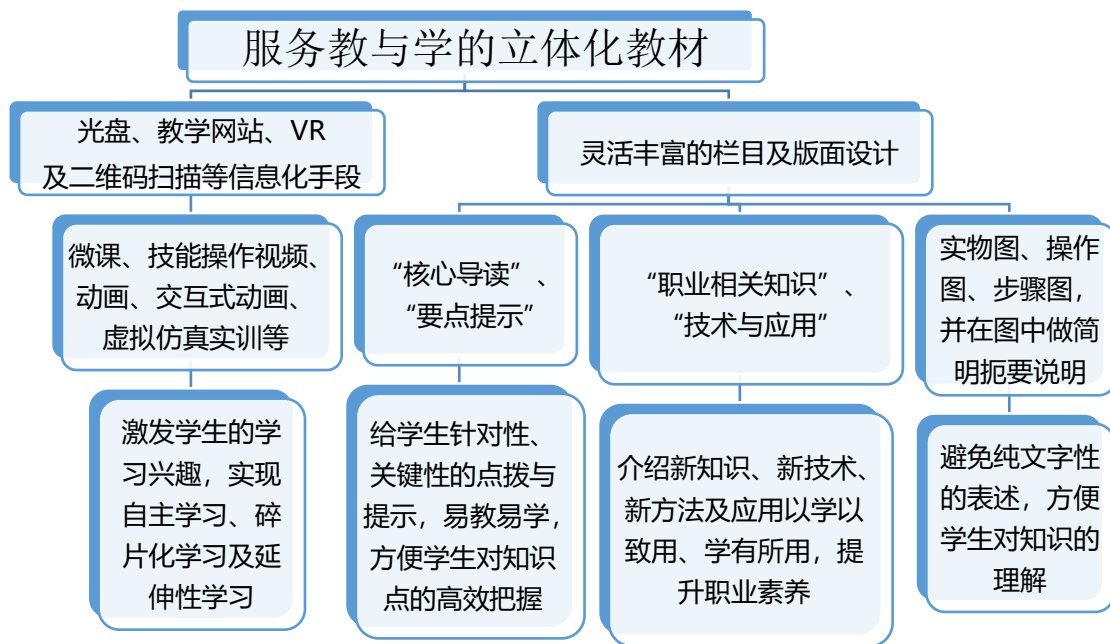 服务教与学的立体化教材
光盘、教学网站、VR
及二维码扫描等信息化手段
灵活丰富的栏目及版面设计
微课、技能操作视频、
动画、交互式动画、
虚拟仿真实训等
“核心导读”、
“要点提示”
“职业相关知识”、
“技术与应用”
实物图、操作
图、步骤图，
并在图中做简
明扼要说明
激发学生的学
习兴趣，实现
自主学习、碎
片化学习及延
伸性学习
给学生针对性、
关键性的点拨与
提示，易教易学，
方便学生对知识
点的高效把握
介绍新知识、新技术、
新方法及应用以学以
致用、学有所用，提
升职业素养
避免纯文字性
的表述，方便
学生对知识的
理解